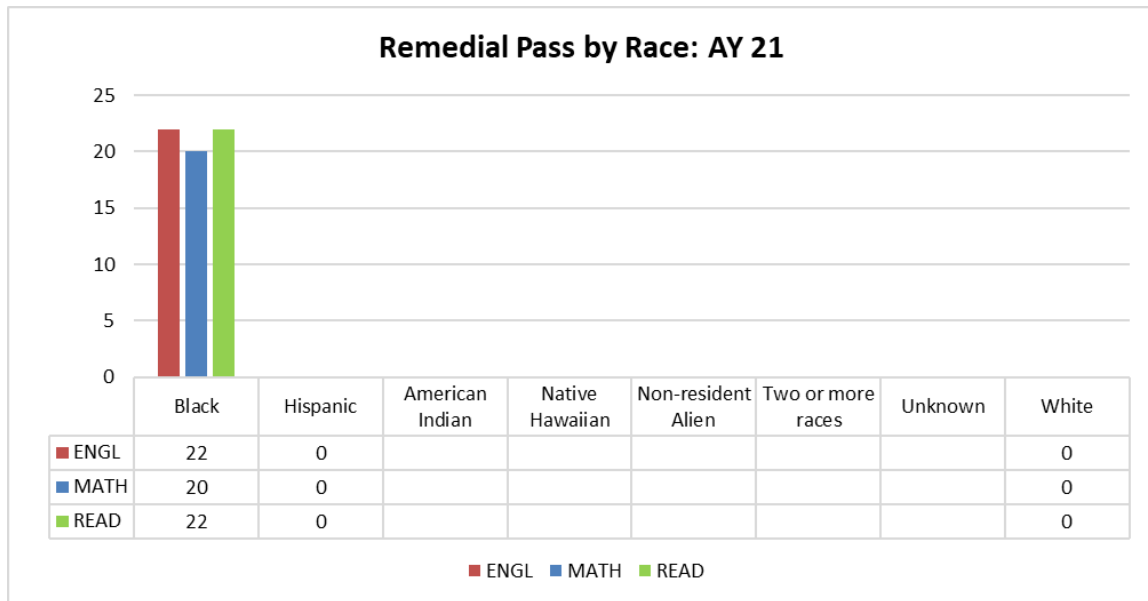 Remedial Pass by Race: AY 21
25
20
15
10
5
0
Black Hispanic American Indian Native Hawaiian Non-resident Alien Two or more races Unknown White
ENGL 22 0 0
MATH 20 0 0
READ 22 0 0
ENGL MATH READ